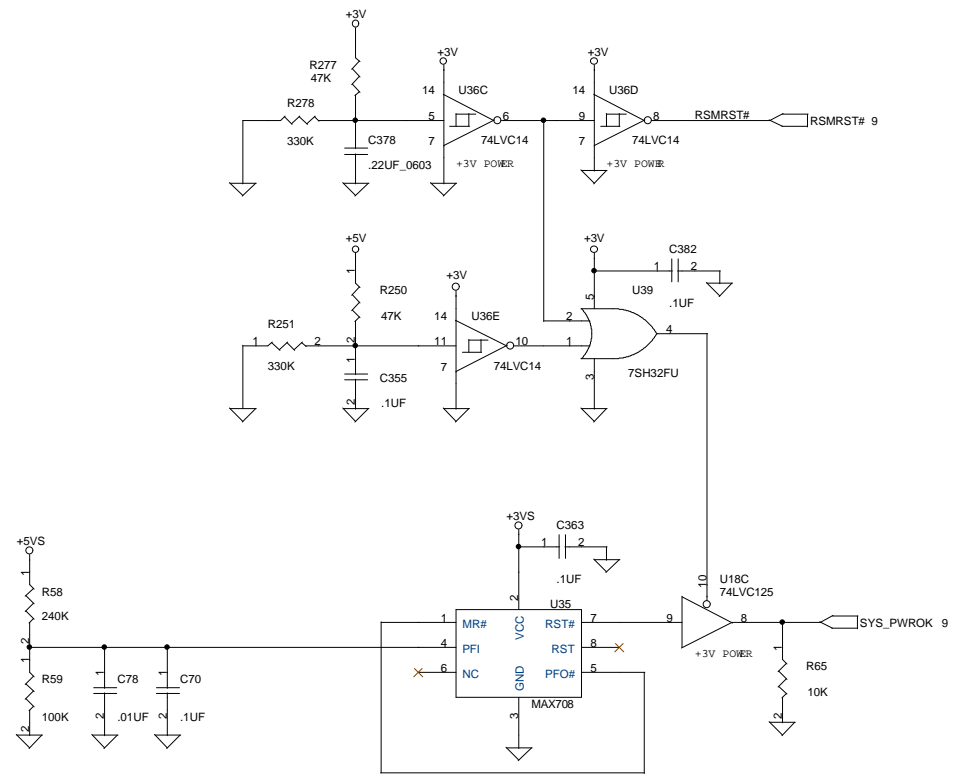 +3V
R277
47K
R278
330K
C378
.22UF_0603
+3V
14
U36C
5
6
7
74LVC14
+3V POWER
+3V
14
U36D
9
8
7
74LVC14
+3V POWER
RSMRST#
RSMRST# 9
+5V
1
R250
47K
2
R251
1
2
330K
1
C355
.1UF
2
+3V
14
U36E
11
10
7
74LVC14
+3V
C382
1
2
.1UF
5
U39
2
1
4
3
7SH32FU
+5VS
1
R58
240K
2
1
R59
100K
2
1
C78
.01UF
2
1
C70
.1UF
2
+3VS
C363
1
2
.1UF
2
U35
1
MR#
VCC
RST#
7
4
PFI
RST
8
6
NC
GND
PFO#
5
3
MAX708
10
U18C
74LVC125
9
8
+3V POWER
SYS_PWROK 9
1
R65
10K
2